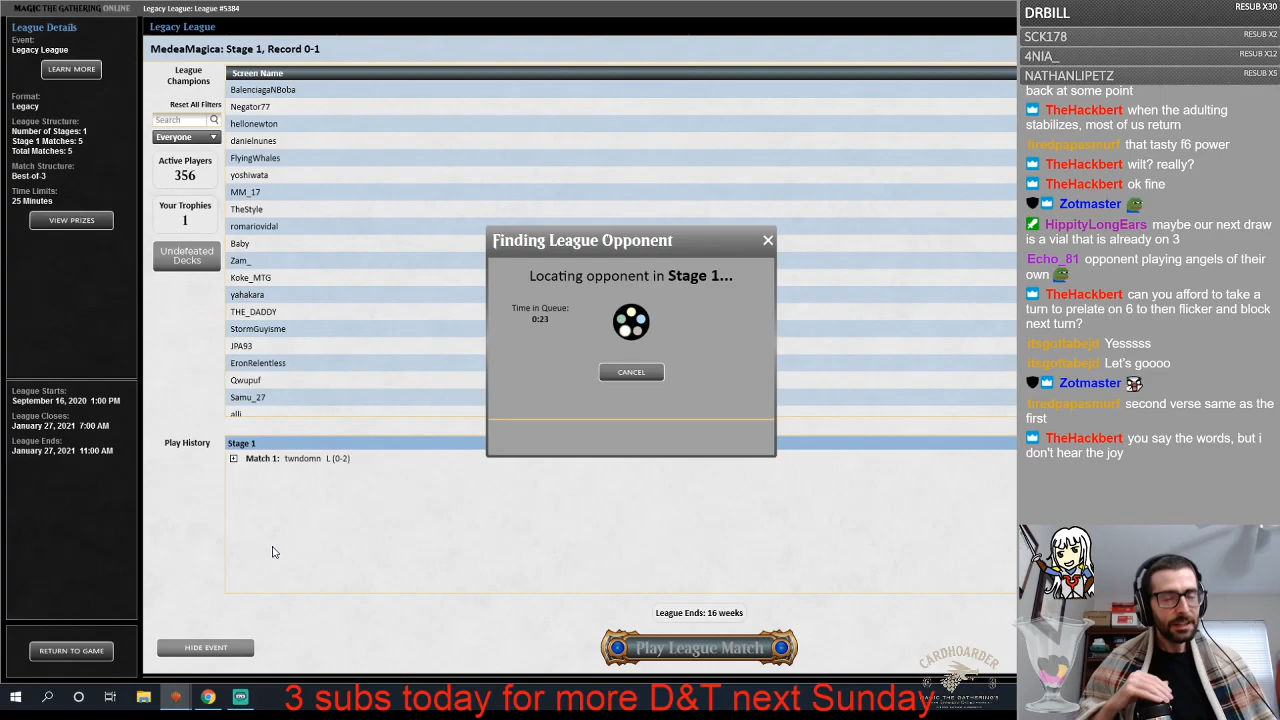 MAGIC THE GATHERING ONLINE
Legacy League: League #5384
League Details
Event:
Legacy League
LEARN MORE
Format:
Legacy
League Structure:
Number of Stages: 1
Stage 1 Matches: 5
Total Matches: 5
Match Structure:
Best-of-3
Time Limits:
25 Minutes
VIEW PRIZES
League Starts:
September 16, 2020 1:00 PM
League Closes:
January 27, 2021 7:00 AM
League Ends:
January 27, 2021 11:00 AM
RETURN TO GAME
Legacy League
MedeaMagica: Stage 1, Record 0-1
League
Champions
Reset All Filters
Search
Everyone
Active Players
356
Your Trophies
1
Undefeated
Decks
Screen Name
BalenciagaNBoba
Negator77
hellonewton
danielnunes
FlyingWhales
yoshiwata
MM_17
TheStyle
romariovidal
Baby
Zam_
Koke_MTG
yahakara
THE_DADDY
StormGuyisme
JPA93
EronRelentless
Qwupuf
Samu_27
alli
Finding League Opponent
Locating opponent in Stage 1...
Time in Queue:
0:23
CANCEL
Play History
Stage 1
Match 1: twndomn L (0-2)
League Ends: 16 weeks
HIDE EVENT
Play League Match
DRBILL RESUB X30
SCK178 RESUB X2
4NIA_ RESUB X12
NATHANLIPETZ RESUB X5
back at some point
TheHackbert when the adulting
stabilizes, most of us return
tiredpapasmurf that tasty f6 power
TheHackbert wilt? really?
TheHackbert ok fine
Zotmaster
HippityLongEars maybe our next draw
is a vial that is already on 3
Echo_81 opponent playing angels of their
own
TheHackbert can you afford to take a
turn to prelate on 6 to then flicker and block
next turn?
itsgottabejd Yesssss
itsgottabejd Let's goooo
Zotmaster
tiredpapasmurf second verse same as the
first
TheHackbert you say the words, but i
don't hear the joy
CARDHOARDER
MAGIC THE GATHERING'S
3 subs today for more D&T next Sunday